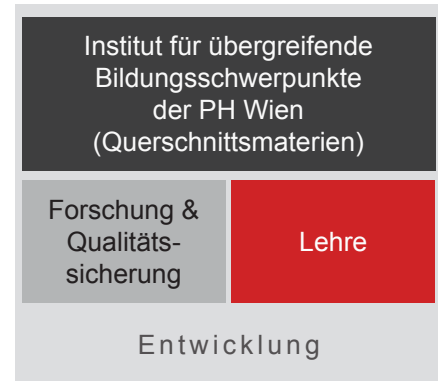 Institut für übergreifende
Bildungsschwerpunkte
der PH Wien
(Querschnittsmaterien)
Forschung &
Qualitäts-
sicherung
Lehre
Entwicklung